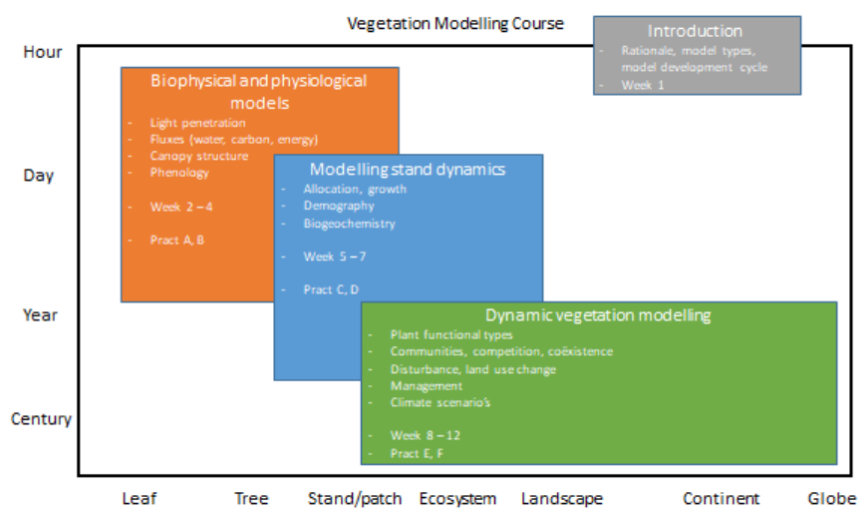 Vegetation Modelling Course
Introduction
- Rationale, model types,
model development cycle
- Week 1
Hour
Day
Year
Century
Biophysical and physiological
models
- Light penetration
- Fluxes (water, carbon, energy)
- Canopy structure
- Phenology
- Week 2 – 4
- Pract A, B
Modelling stand dynamics
- Allocation, growth
- Demography
- Biogeochemistry
- Week 5 – 7
- Pract C, D
Dynamic vegetation modelling
- Plant functional types
- Communities, competition, coëxistence
- Disturbance, land use change
- Management
- Climate scenario's
- Week 8 – 12
- Pract E, F
Leaf Tree Stand/patch Ecosystem Landscape Continent Globe